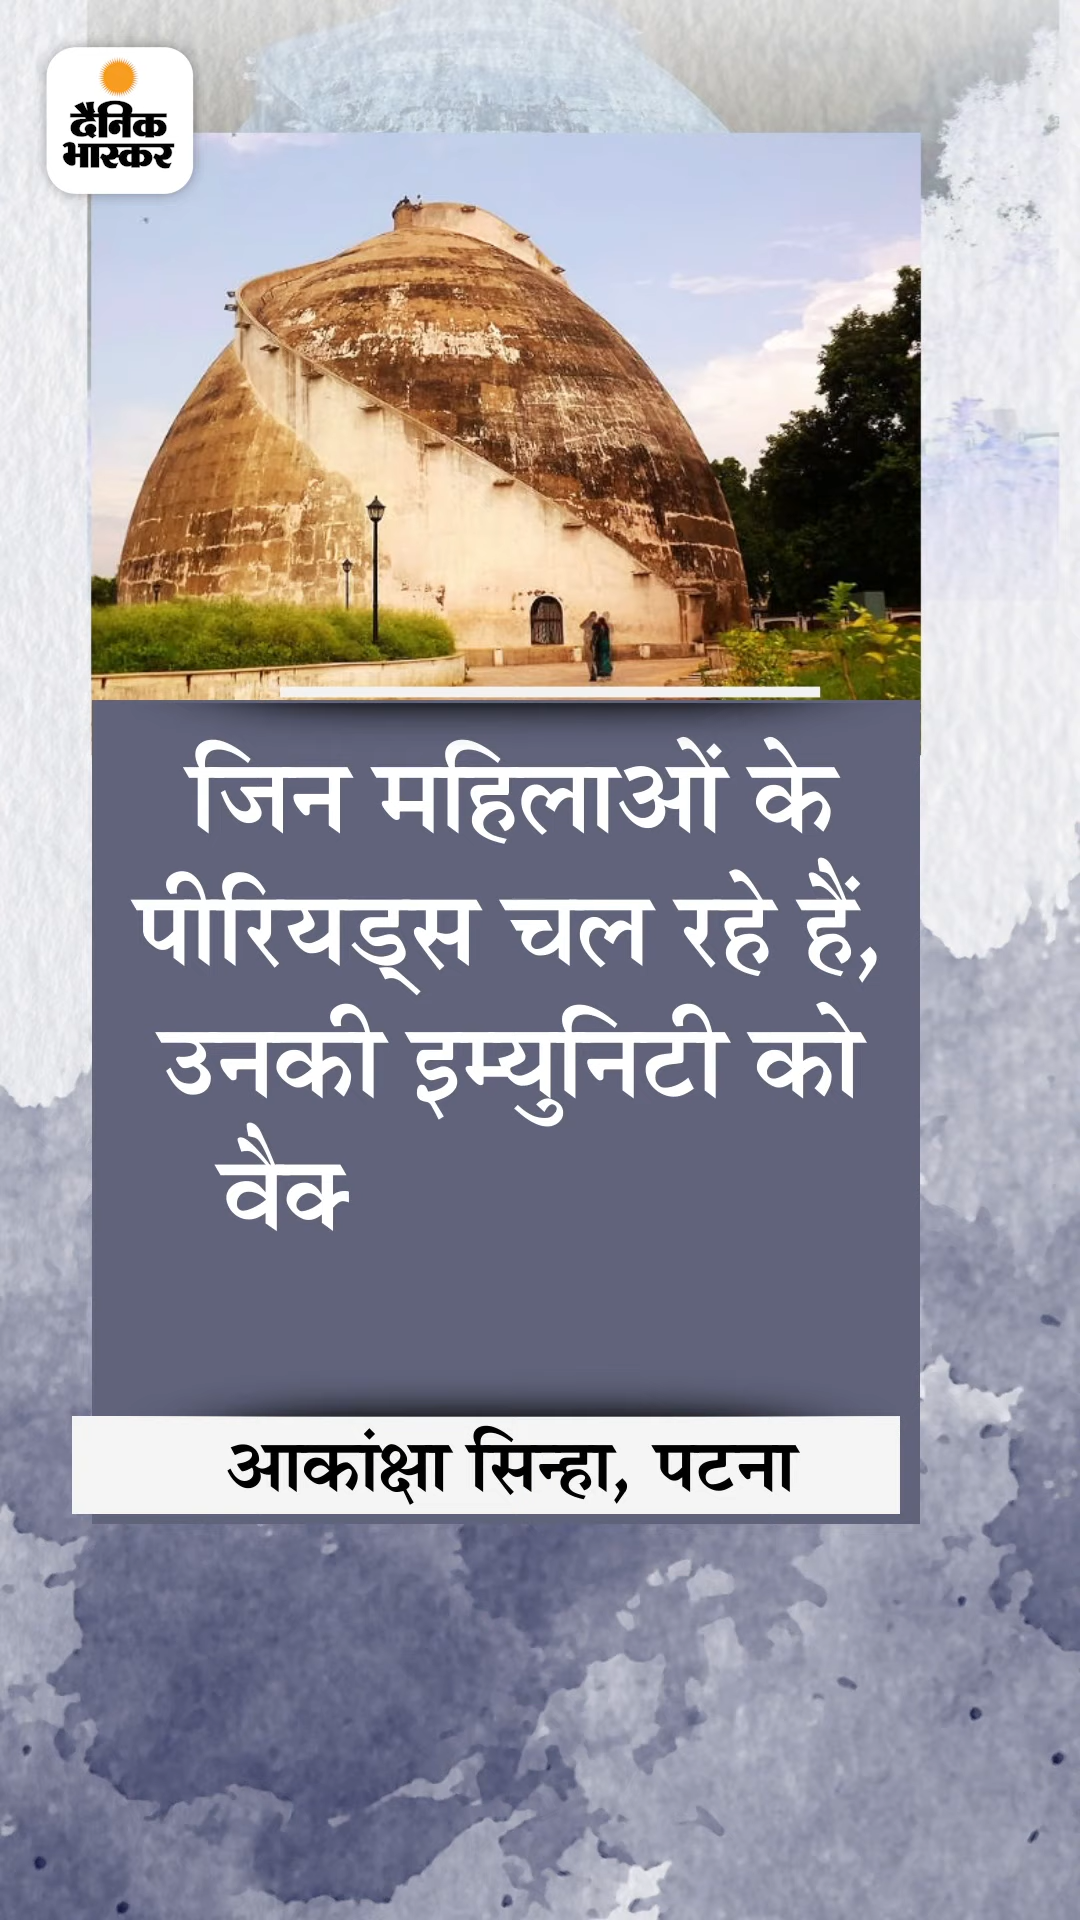 दैनिक
भास्कर
जिन महिलाओं के
पीरियड्स चल रहे हैं,
उनकी इम्युनिटी को
वैक्
आकांक्षा सिन्हा, पटना